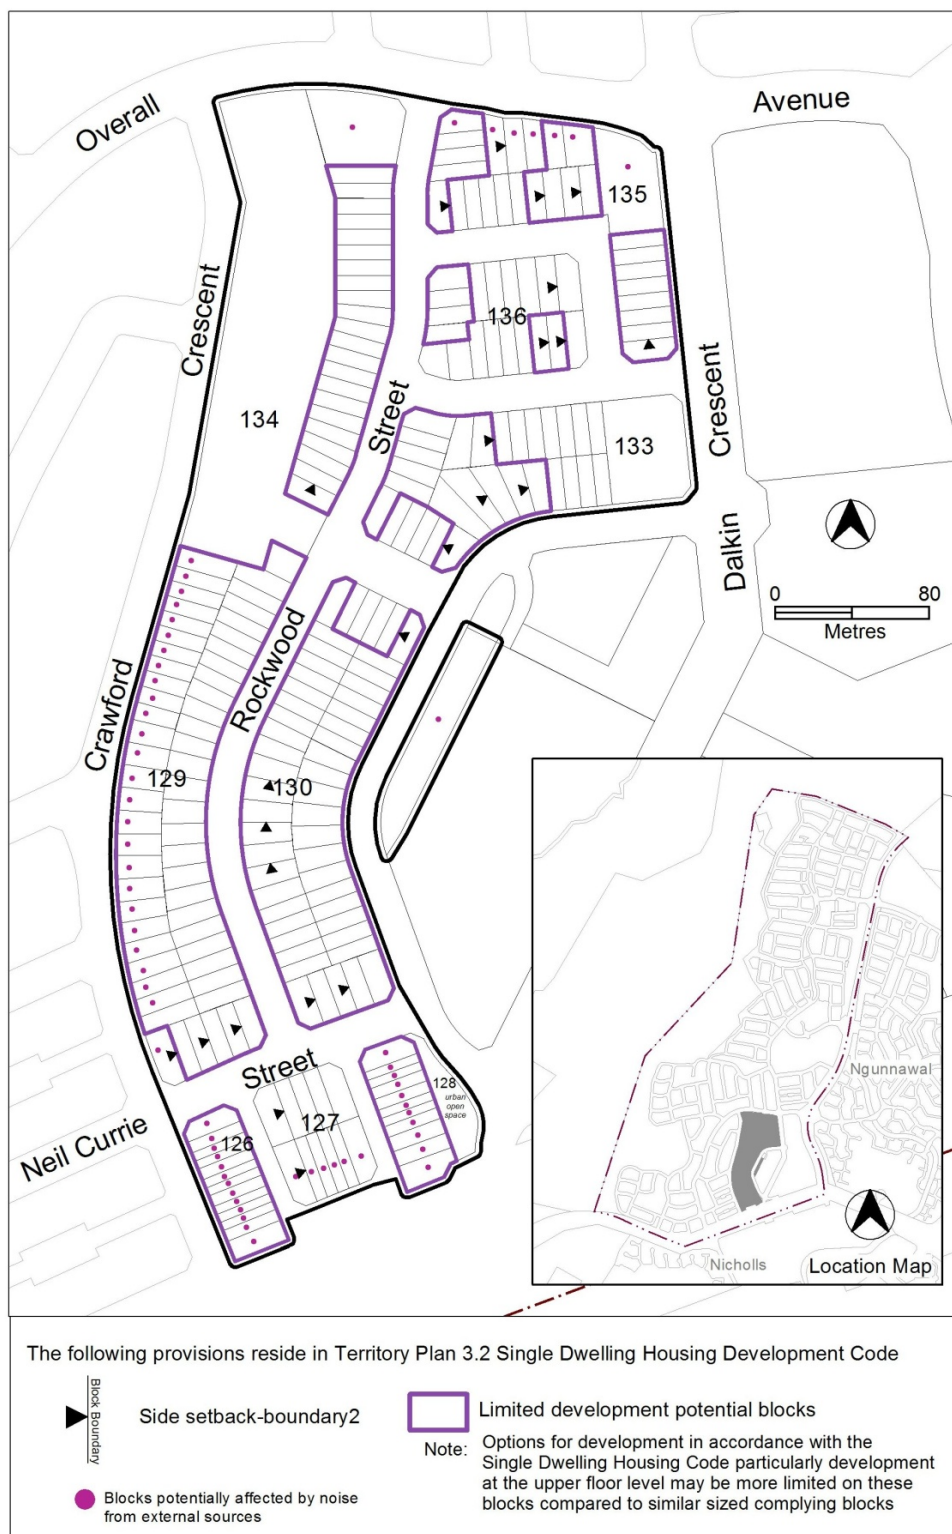 Overall
Avenue
135
Crescent
136
134
Street
133
Crescent
Dalkin
0 80
Metres
Rockwood
Crawford
129
130
Street
128
urban
open
space
127
126
Neil Currie
Ngunnawal
Nicholls
Location Map
The following provisions reside in Territory Plan 3.2 Single Dwelling Housing Development Code
Block Boundary
Side setback-boundary2
Limited development potential blocks
Note: Options for development in accordance with the
Single Dwelling Housing Code particularly development
at the upper floor level may be more limited on these
blocks compared to similar sized complying blocks
Blocks potentially affected by noise
from external sources